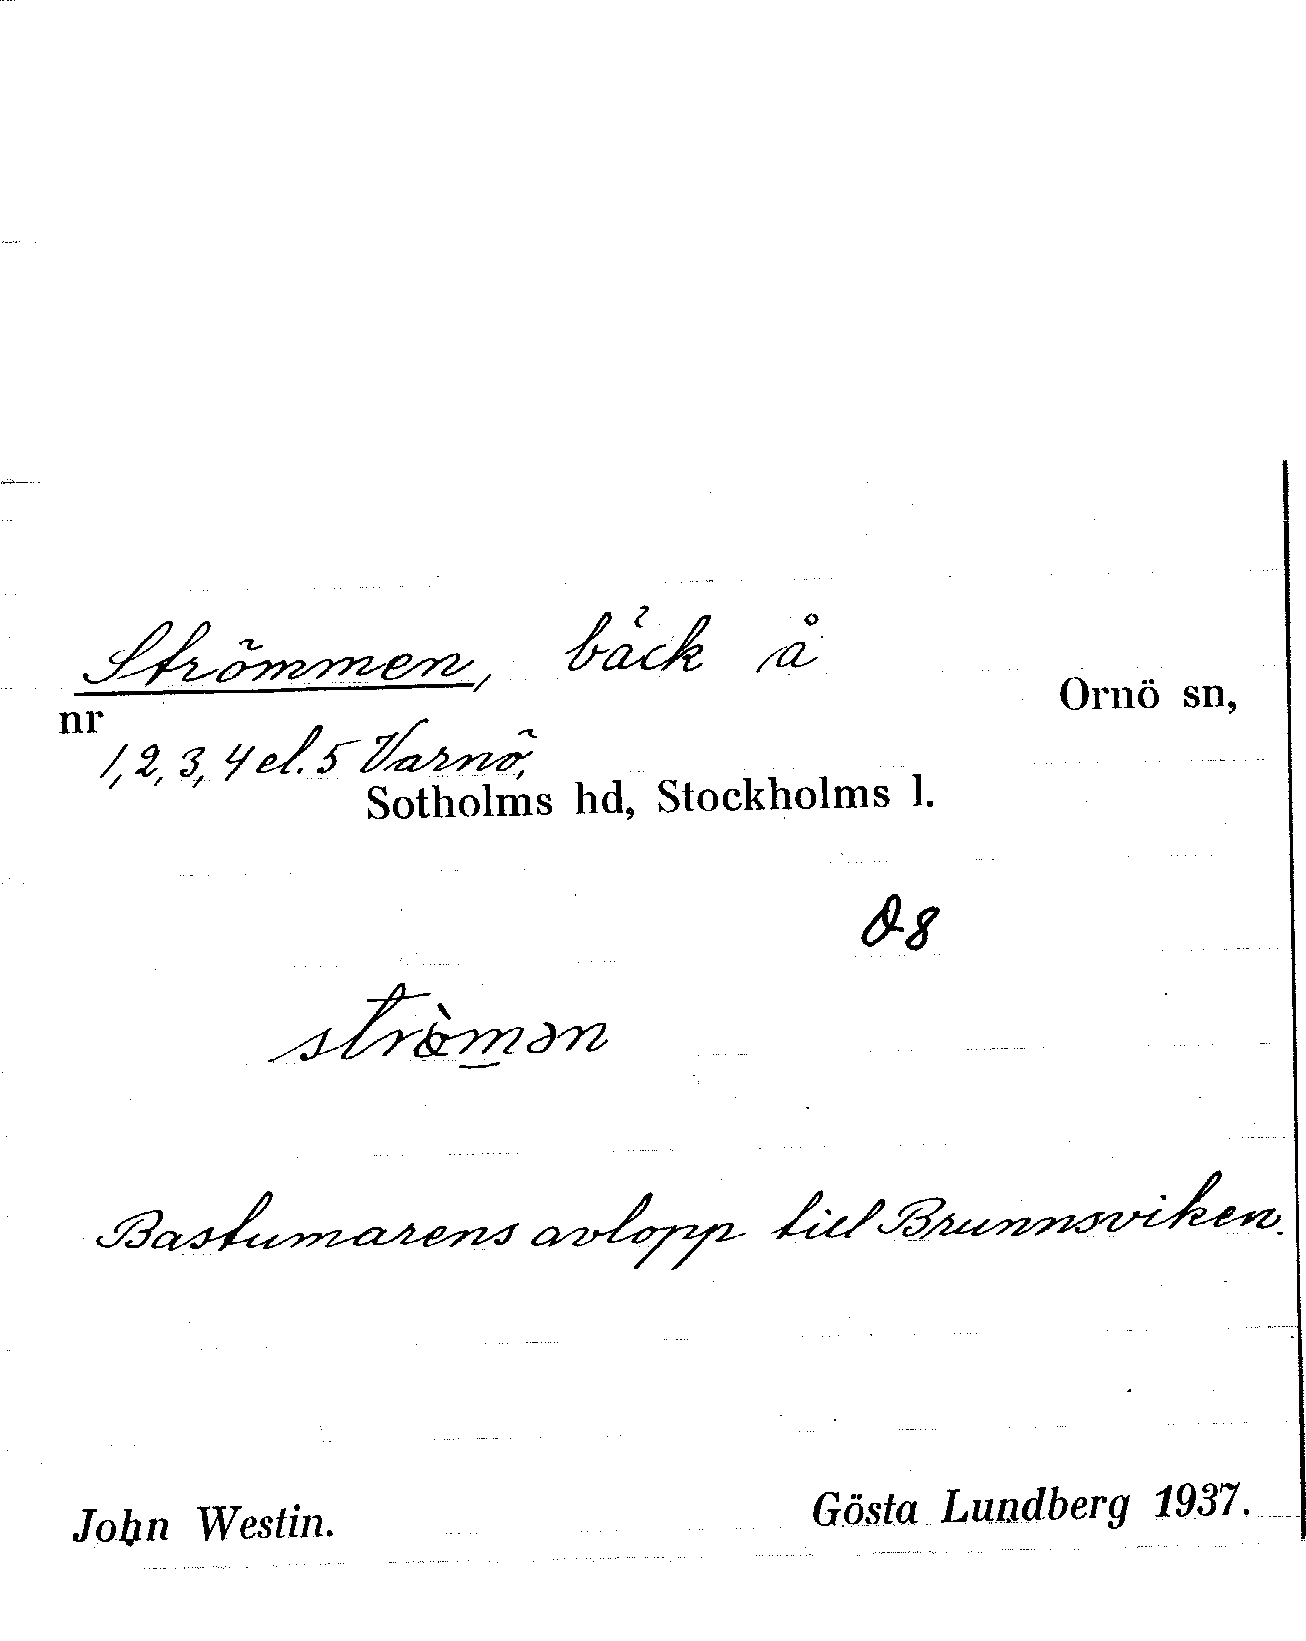 Strömmen, bäck å
Ornö sn,
nr
1, 2, 3, 4 el. 5 Varnö,
Sotholms hd, Stockholms l.
08
stròmən
Bastumarens avlopp till Brunnsviken.
John Westin. Gösta Lundberg 1937.